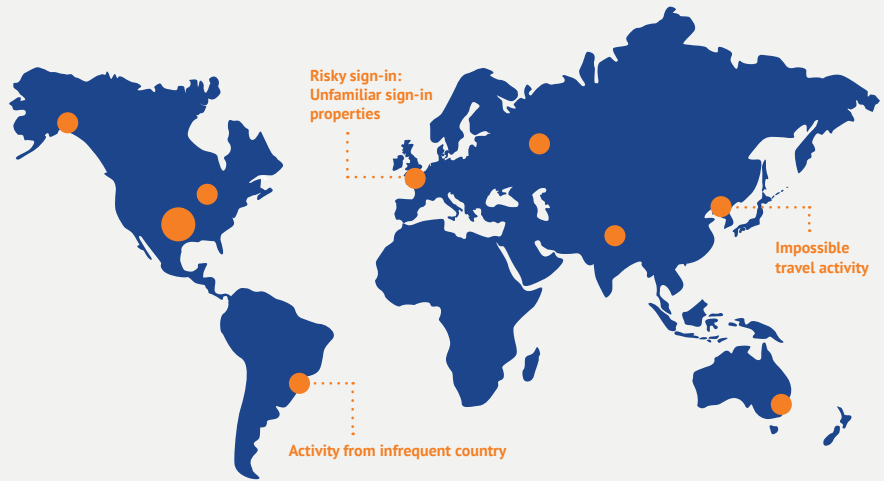 Risky sign-in:
Unfamiliar sign-in
properties
Impossible
travel activity
Activity from infrequent country